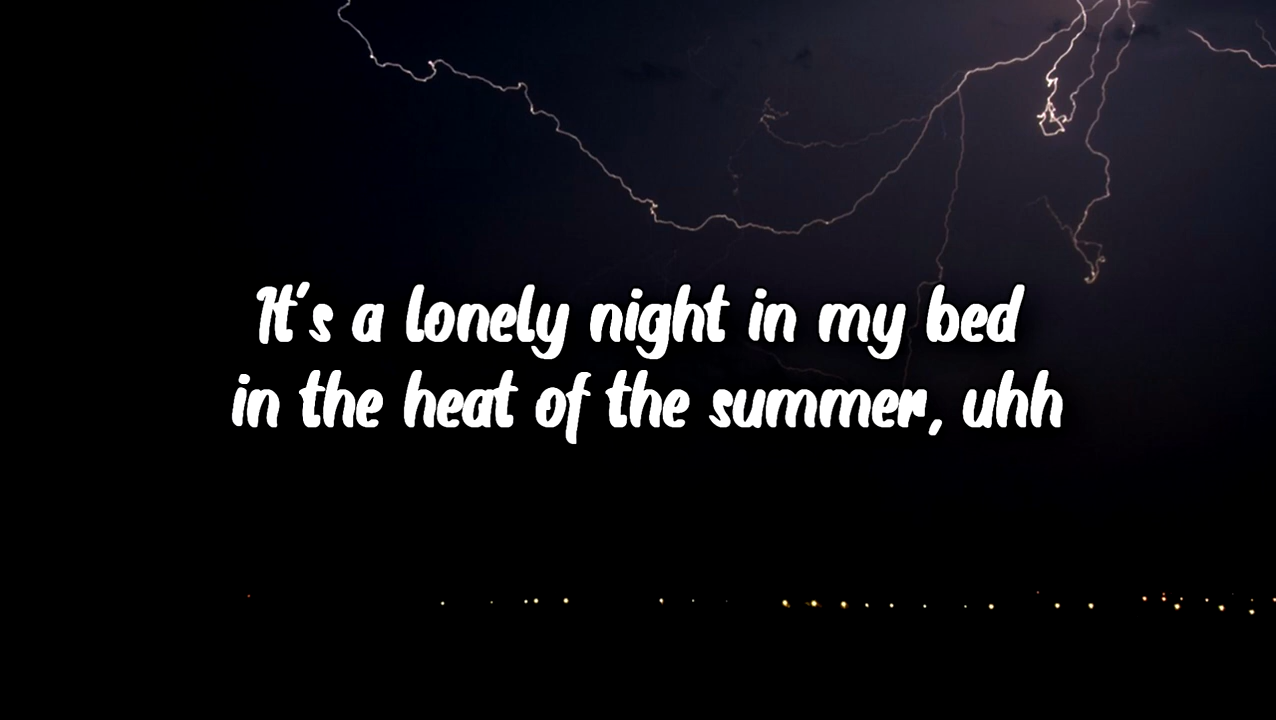 It's a lonely night in my bed
in the heat of the summer, uhh